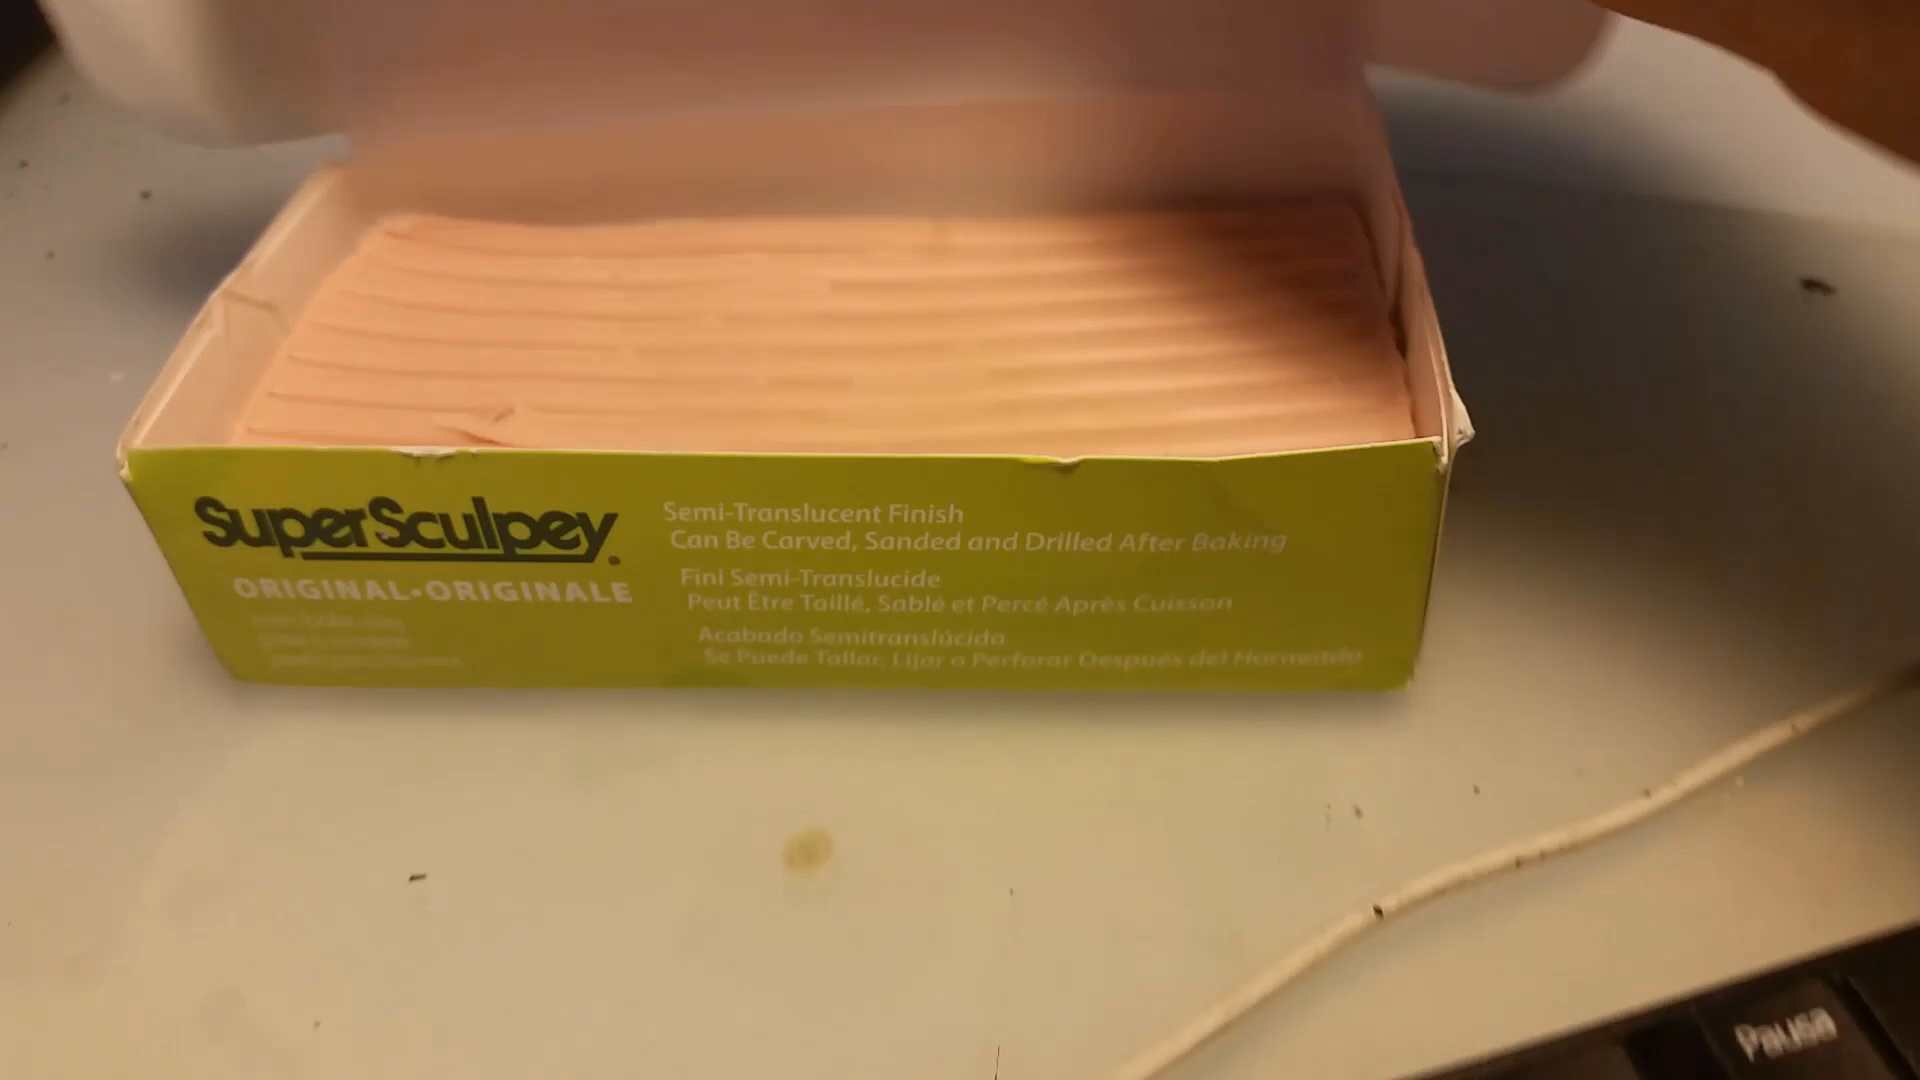 SuperSculpey
ORIGINAL•ORIGINALE
Semi-Translucent Finish
Can Be Carved, Sanded and Drilled After Baking
Fini Semi-Translucide
Peut Être Taillé, Sablé et Percé Après Cuisson
Acabado Semitranslúcido
Se Puede Tallar, Lijar o Perforar Después del Horneado
Pausa